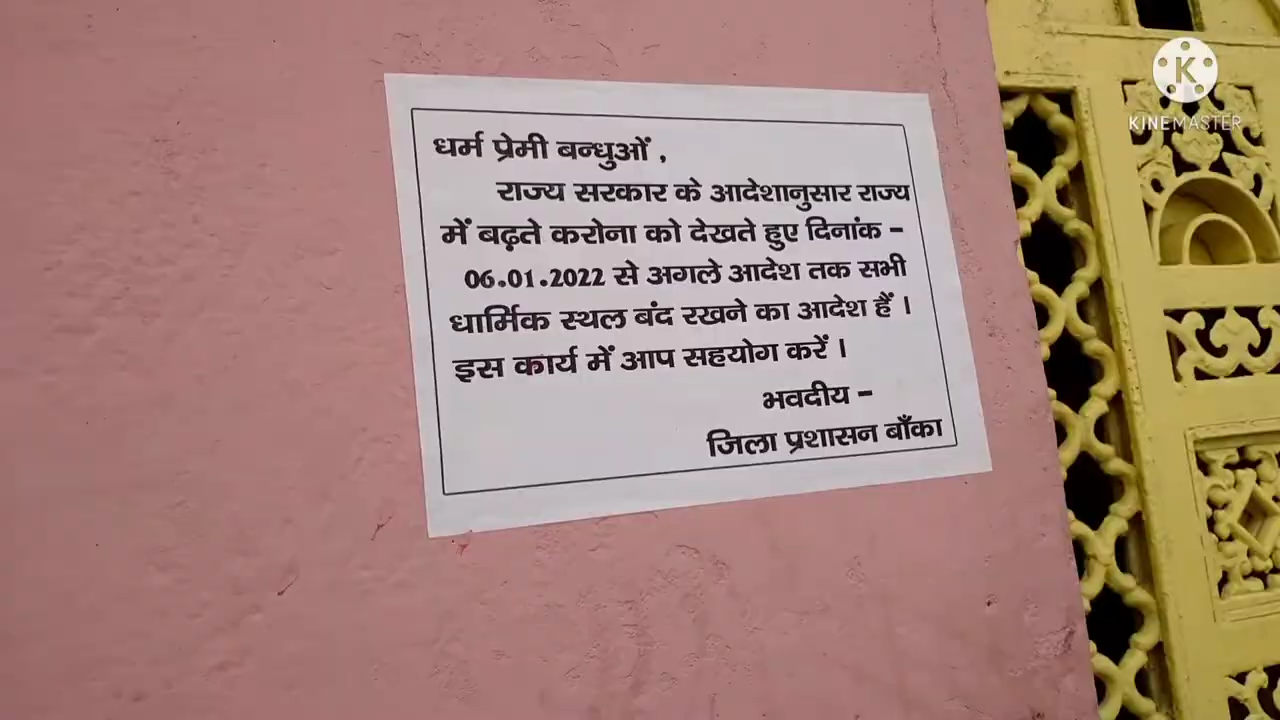 धर्म प्रेमी बन्धुओं ,
राज्य सरकार के आदेशानुसार राज्य
में बढ़ते करोना को देखते हुए दिनांक -
06.01.2022 से अगले आदेश तक सभी
धार्मिक स्थल बंद रखने का आदेश हैं ।
इस कार्य में आप सहयोग करें ।
भवदीय -
जिला प्रशासन बाँका
K
KINEMASTER